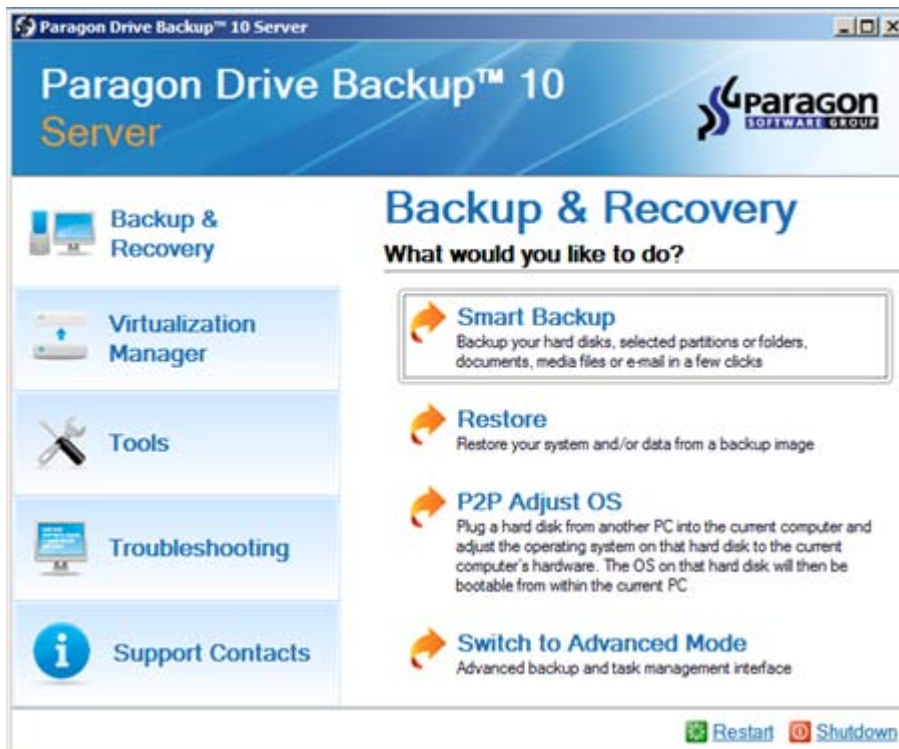 Paragon Drive Backup™ 10 Server
Paragon Drive Backup™ 10
Server
Paragon
SOFTWARE GROUP
Backup &
Recovery
Virtualization
Manager
Tools
Troubleshooting
Support Contacts
Backup & Recovery
What would you like to do?
Smart Backup
Backup your hard disks, selected partitions or folders,
documents, media files or e-mail in a few clicks
Restore
Restore your system and/or data from a backup image
P2P Adjust OS
Plug a hard disk from another PC into the current computer and
adjust the operating system on that hard disk to the current
computer's hardware. The OS on that hard disk will then be
bootable from within the current PC
Switch to Advanced Mode
Advanced backup and task management interface
Restart Shutdown